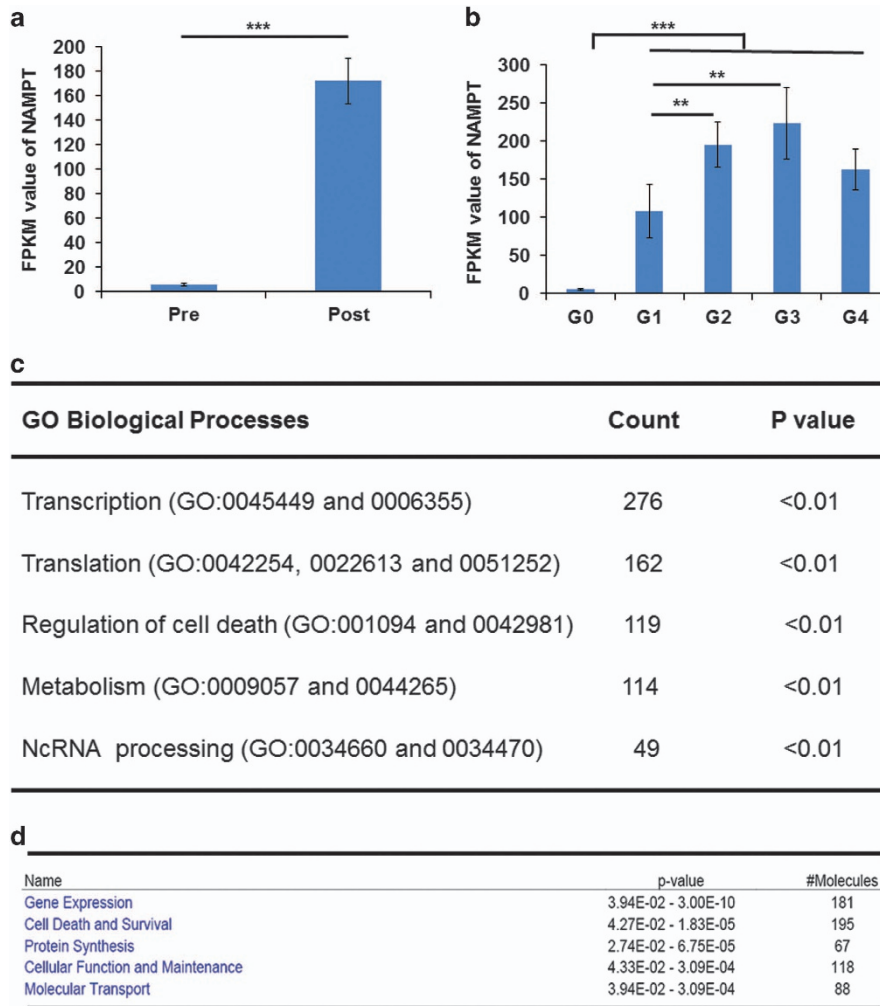 a
***
FPKM value of NAMPT
200
180
160
140
120
100
80
60
40
20
0
Pre Post
b
***
**
**
FPKM value of NAMPT
300
250
200
150
100
50
0
G0 G1 G2 G3 G4
c
GO Biological Processes Count P value
Transcription (GO:0045449 and 0006355) 276 <0.01
Translation (GO:0042254, 0022613 and 0051252) 162 <0.01
Regulation of cell death (GO:001094 and 0042981) 119 <0.01
Metabolism (GO:0009057 and 0044265) 114 <0.01
NcRNA processing (GO:0034660 and 0034470) 49 <0.01
d
Name p-value #Molecules
Gene Expression 3.94E-02 - 3.00E-10 181
Cell Death and Survival 4.27E-02 - 1.83E-05 195
Protein Synthesis 2.74E-02 - 6.75E-05 67
Cellular Function and Maintenance 4.33E-02 - 3.09E-04 118
Molecular Transport 3.94E-02 - 3.09E-04 88